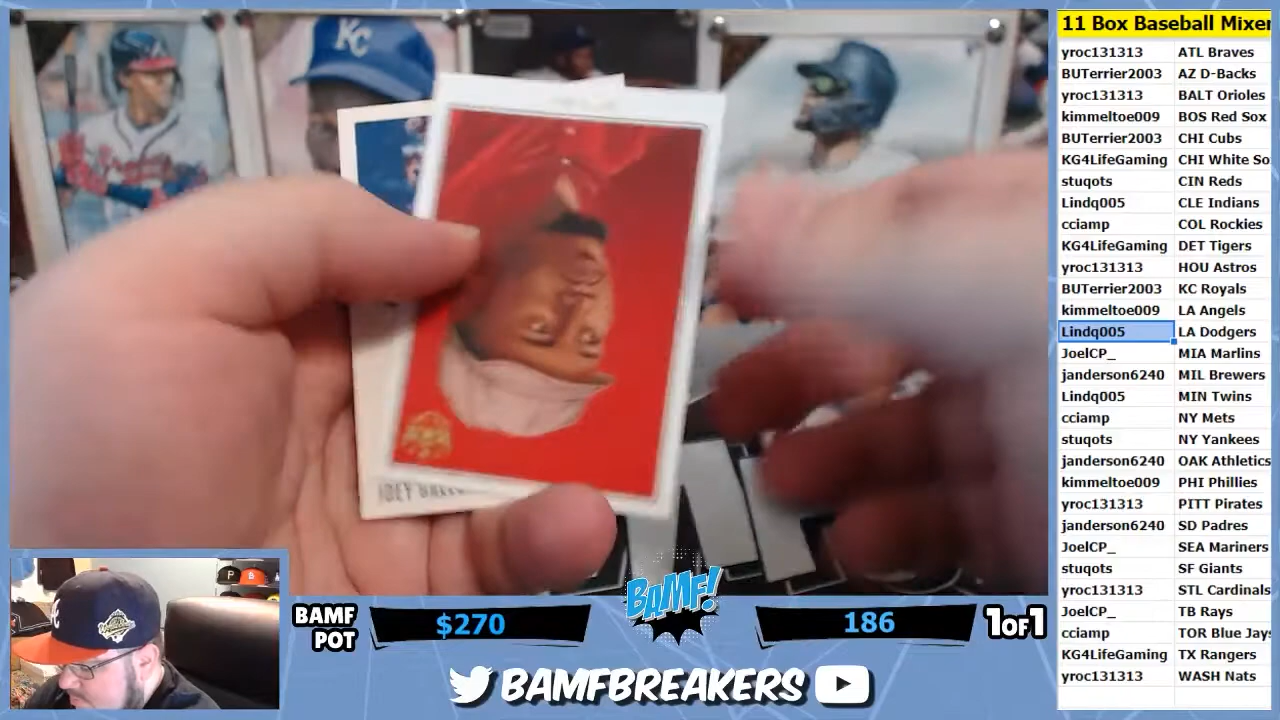 11 Box Baseball Mixer
yroc131313 ATL Braves
BUTerrier2003 AZ D-Backs
yroc131313 BALT Orioles
kimmeltoe009 BOS Red Sox
BUTerrier2003 CHI Cubs
KG4LifeGaming CHI White So
stuqots CIN Reds
Lindq005 CLE Indians
cciamp COL Rockies
KG4LifeGaming DET Tigers
yroc131313 HOU Astros
BUTerrier2003 KC Royals
kimmeltoe009 LA Angels
Lindq005 LA Dodgers
JoelCP_ MIA Marlins
janderson6240 MIL Brewers
Lindq005 MIN Twins
cciamp NY Mets
stuqots NY Yankees
janderson6240 OAK Athletics
kimmeltoe009 PHI Phillies
yroc131313 PITT Pirates
janderson6240 SD Padres
JoelCP_ SEA Mariners
stuqots SF Giants
yroc131313 STL Cardinals
JoelCP_ TB Rays
cciamp TOR Blue Jays
KG4LifeGaming TX Rangers
yroc131313 WASH Nats
KC
Braves
JOEY
BAMF POT
$270
BAMF!
186
1 OF 1
BAMFBREAKERS